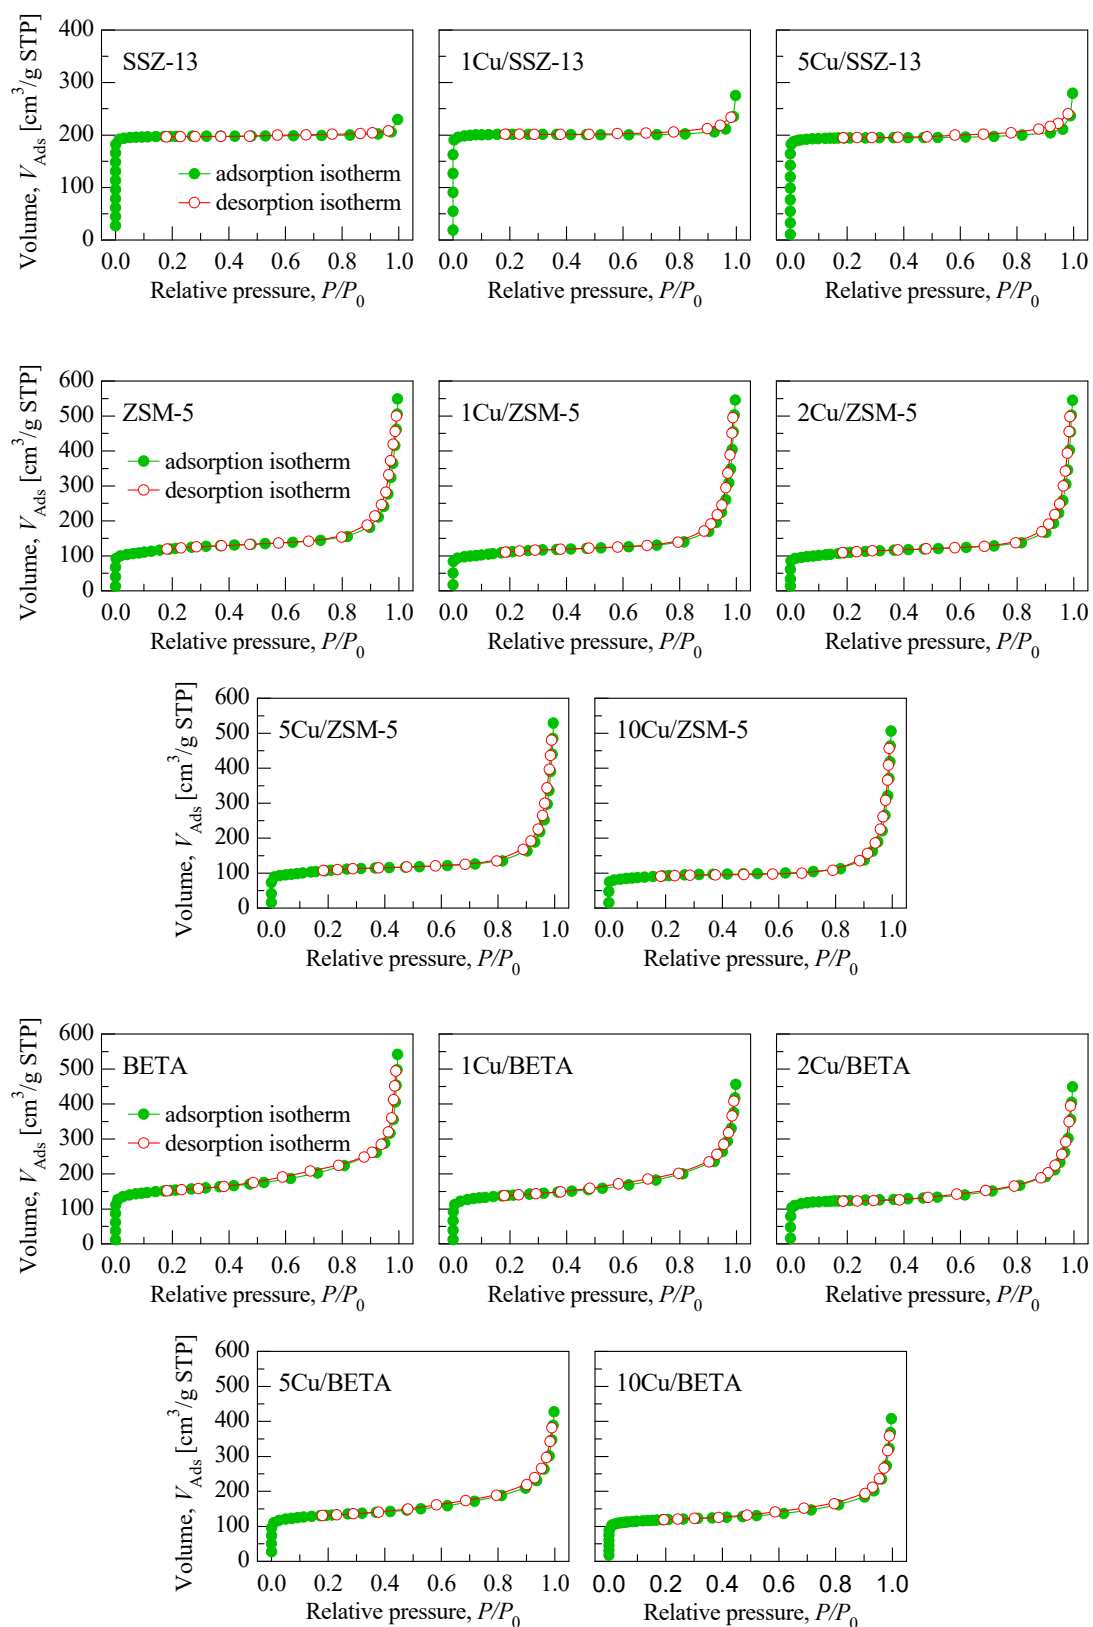 SSZ-13
1Cu/SSZ-13
5Cu/SSZ-13
Volume, V_Ads [cm³/g STP]
400
300
200
100
0
adsorption isotherm
desorption isotherm
0.0 0.2 0.4 0.6 0.8 1.0
0.0 0.2 0.4 0.6 0.8 1.0
0.0 0.2 0.4 0.6 0.8 1.0
Relative pressure, P/P₀
Relative pressure, P/P₀
Relative pressure, P/P₀
ZSM-5
1Cu/ZSM-5
2Cu/ZSM-5
Volume, V_Ads [cm³/g STP]
600
500
400
300
200
100
0
adsorption isotherm
desorption isotherm
0.0 0.2 0.4 0.6 0.8 1.0
0.0 0.2 0.4 0.6 0.8 1.0
0.0 0.2 0.4 0.6 0.8 1.0
Relative pressure, P/P₀
Relative pressure, P/P₀
Relative pressure, P/P₀
5Cu/ZSM-5
10Cu/ZSM-5
Volume, V_Ads [cm³/g STP]
600
500
400
300
200
100
0
0.0 0.2 0.4 0.6 0.8 1.0
0.0 0.2 0.4 0.6 0.8 1.0
Relative pressure, P/P₀
Relative pressure, P/P₀
BETA
1Cu/BETA
2Cu/BETA
Volume, V_Ads [cm³/g STP]
600
500
400
300
200
100
0
adsorption isotherm
desorption isotherm
0.0 0.2 0.4 0.6 0.8 1.0
0.0 0.2 0.4 0.6 0.8 1.0
0.0 0.2 0.4 0.6 0.8 1.0
Relative pressure, P/P₀
Relative pressure, P/P₀
Relative pressure, P/P₀
5Cu/BETA
10Cu/BETA
Volume, V_Ads [cm³/g STP]
600
500
400
300
200
100
0
0.0 0.2 0.4 0.6 0.8 1.0
0.0 0.2 0.4 0.6 0.8 1.0
Relative pressure, P/P₀
Relative pressure, P/P₀